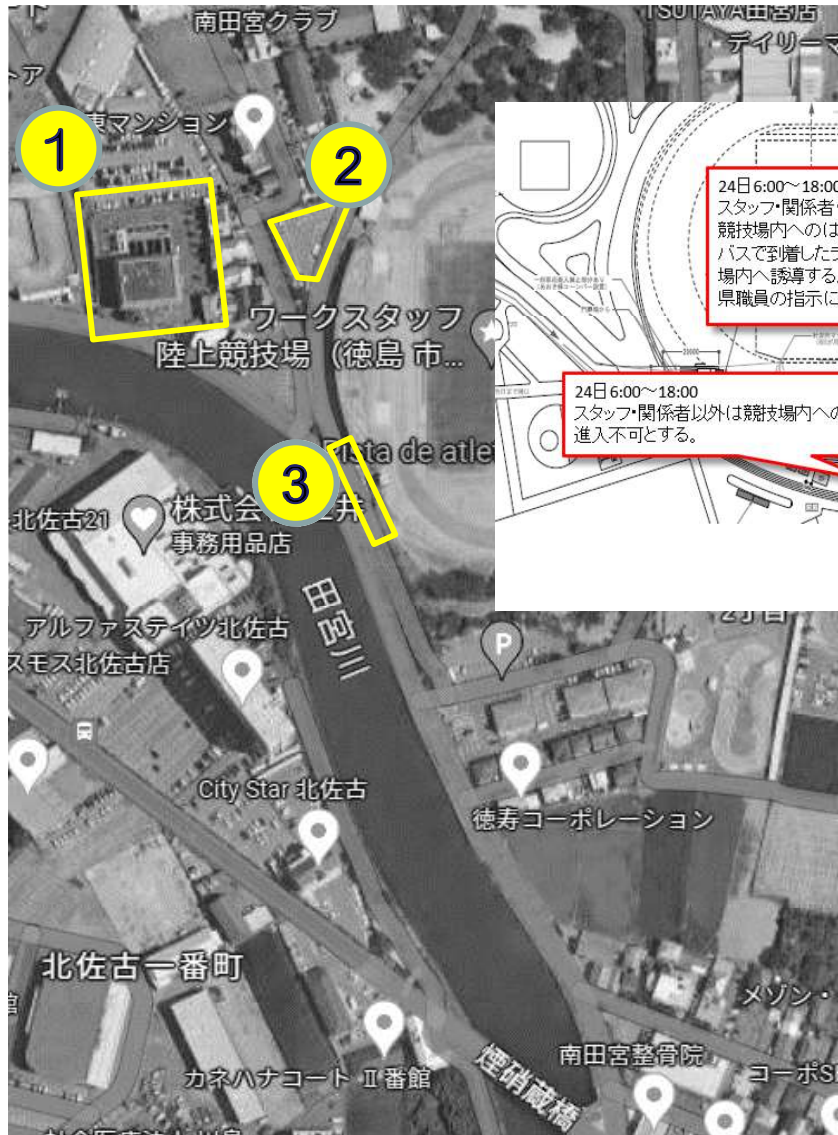 南田宮クラブ
TSUTAYA田宮店
デイリーマ
東マンション
1
2
ワークスタッフ
陸上競技場（徳島 市...
24日 6:00～18:00
スタッフ・関係者
競技場内へのは
バスで到着したラ
場内へ誘導する。
県職員の指示に
24日 6:00～18:00
スタッフ・関係者以外は競技場内への
進入不可とする。
Pista de atle
3
北佐古21
株式会
井
事務用品店
田宮川
アルファステイツ北佐古
スモス北佐古店
P
City Star 北佐古
徳寿コーポレーション
北佐古一番町
メゾン・
カネハナコート Ⅱ番館
煙硝蔵橋
南田宮整骨院
コーポS